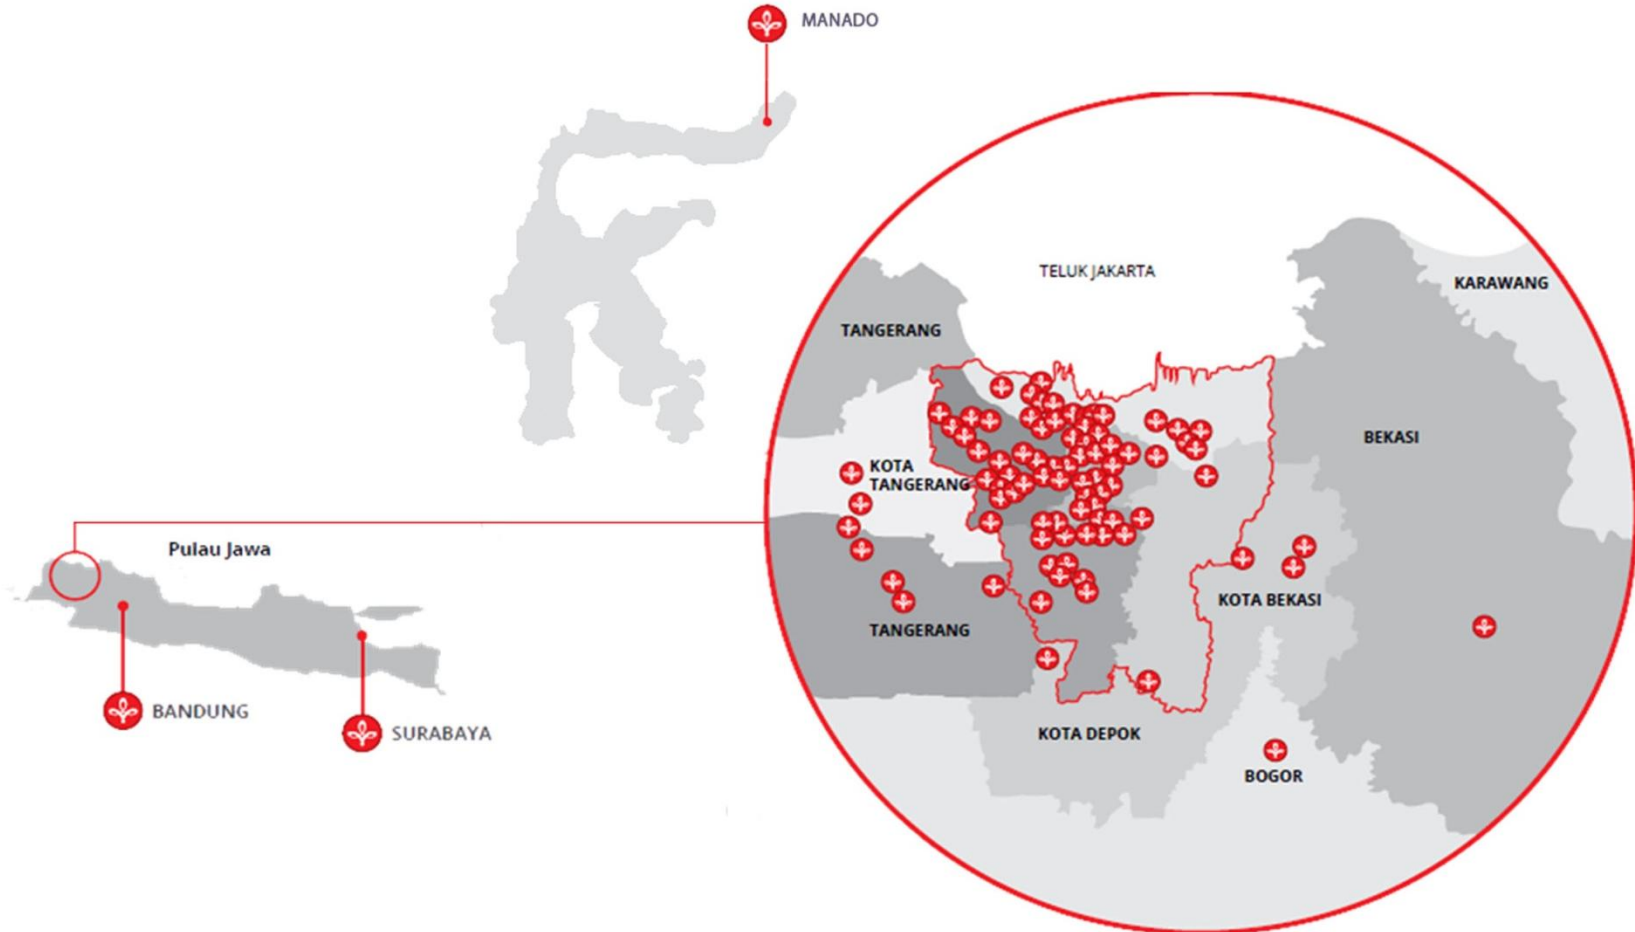 MANADO
TELUK JAKARTA
KARAWANG
TANGERANG
BEKASI
KOTA
TANGERANG
Pulau Jawa
KOTA BEKASI
TANGERANG
BANDUNG
SURABAYA
KOTA DEPOK
BOGOR